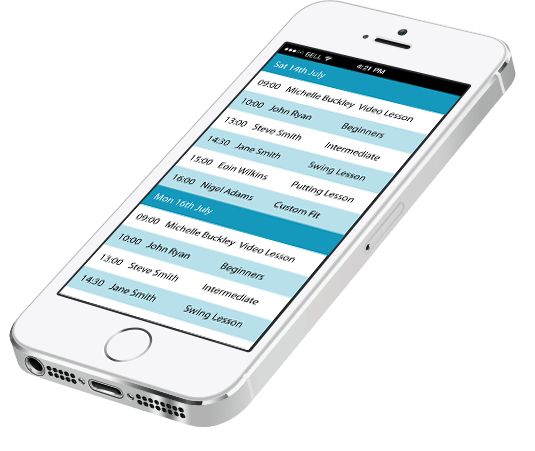 BELL 4:21 PM
Sat 14th July
09:00 Michelle Buckley Video Lesson
10:00 John Ryan Beginners
13:00 Steve Smith Intermediate
14:30 Jane Smith Swing Lesson
15:00 Eoin Wilkins Putting Lesson
16:00 Nigel Adams Custom Fit
Mon 16th July
09:00 Michelle Buckley Video Lesson
10:00 John Ryan Beginners
13:00 Steve Smith Intermediate
14:30 Jane Smith Swing Lesson